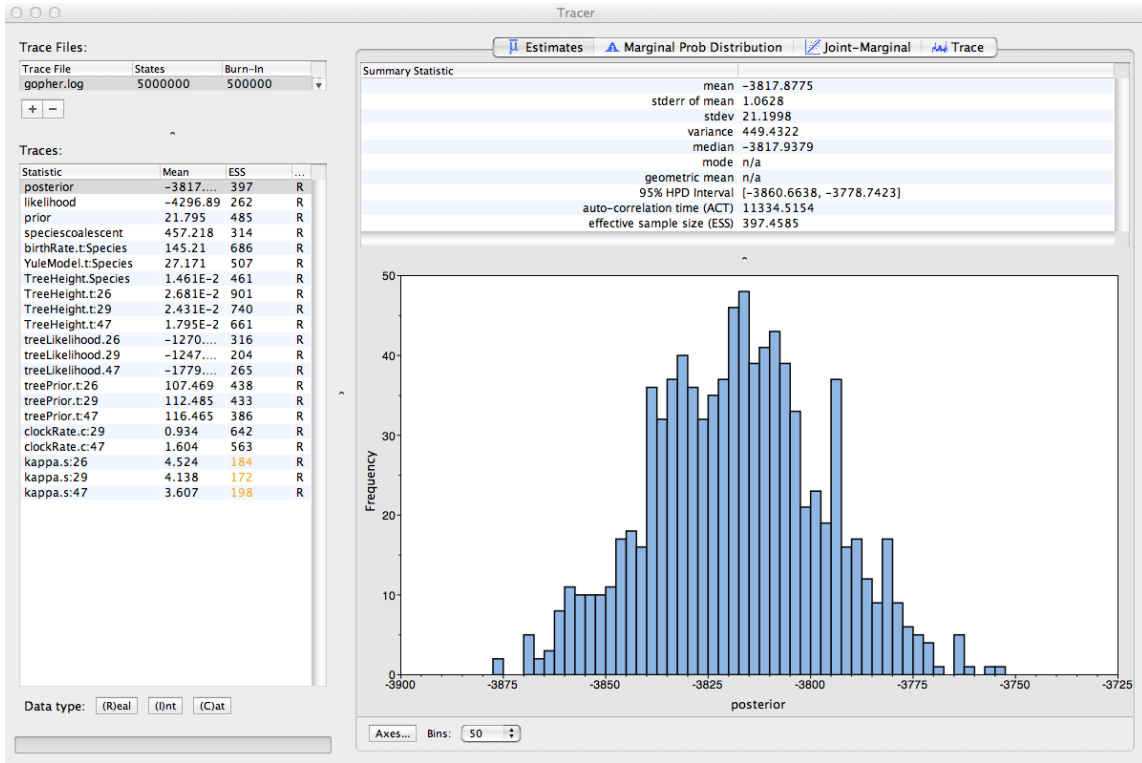 Tracer
Trace Files:
Trace File States Burn-In
gopher.log 5000000 500000
+ −
Traces:
Statistic Mean ESS ...
posterior -3817.... 397 R
likelihood -4296.89 262 R
prior 21.795 485 R
speciescoalescent 457.218 314 R
birthRate.t:Species 145.21 686 R
YuleModel.t:Species 27.171 507 R
TreeHeight.Species 1.461E-2 461 R
TreeHeight.t:26 2.681E-2 901 R
TreeHeight.t:29 2.431E-2 740 R
TreeHeight.t:47 1.795E-2 661 R
treeLikelihood.26 -1270.... 316 R
treeLikelihood.29 -1247.... 204 R
treeLikelihood.47 -1779.... 265 R
treePrior.t:26 107.469 438 R
treePrior.t:29 112.485 433 R
treePrior.t:47 116.465 386 R
clockRate.c:29 0.934 642 R
clockRate.c:47 1.604 563 R
kappa.s:26 4.524 184 R
kappa.s:29 4.138 172 R
kappa.s:47 3.607 198 R
Data type: (R)eal (I)nt (C)at
Estimates Marginal Prob Distribution Joint-Marginal Trace
Summary Statistic
mean -3817.8775
stderr of mean 1.0628
stdev 21.1998
variance 449.4322
median -3817.9379
mode n/a
geometric mean n/a
95% HPD Interval [-3860.6638, -3778.7423]
auto-correlation time (ACT) 11334.5154
effective sample size (ESS) 397.4585
50
40
30
20
10
0
Frequency
-3900 -3875 -3850 -3825 -3800 -3775 -3750 -3725
posterior
Axes... Bins: 50